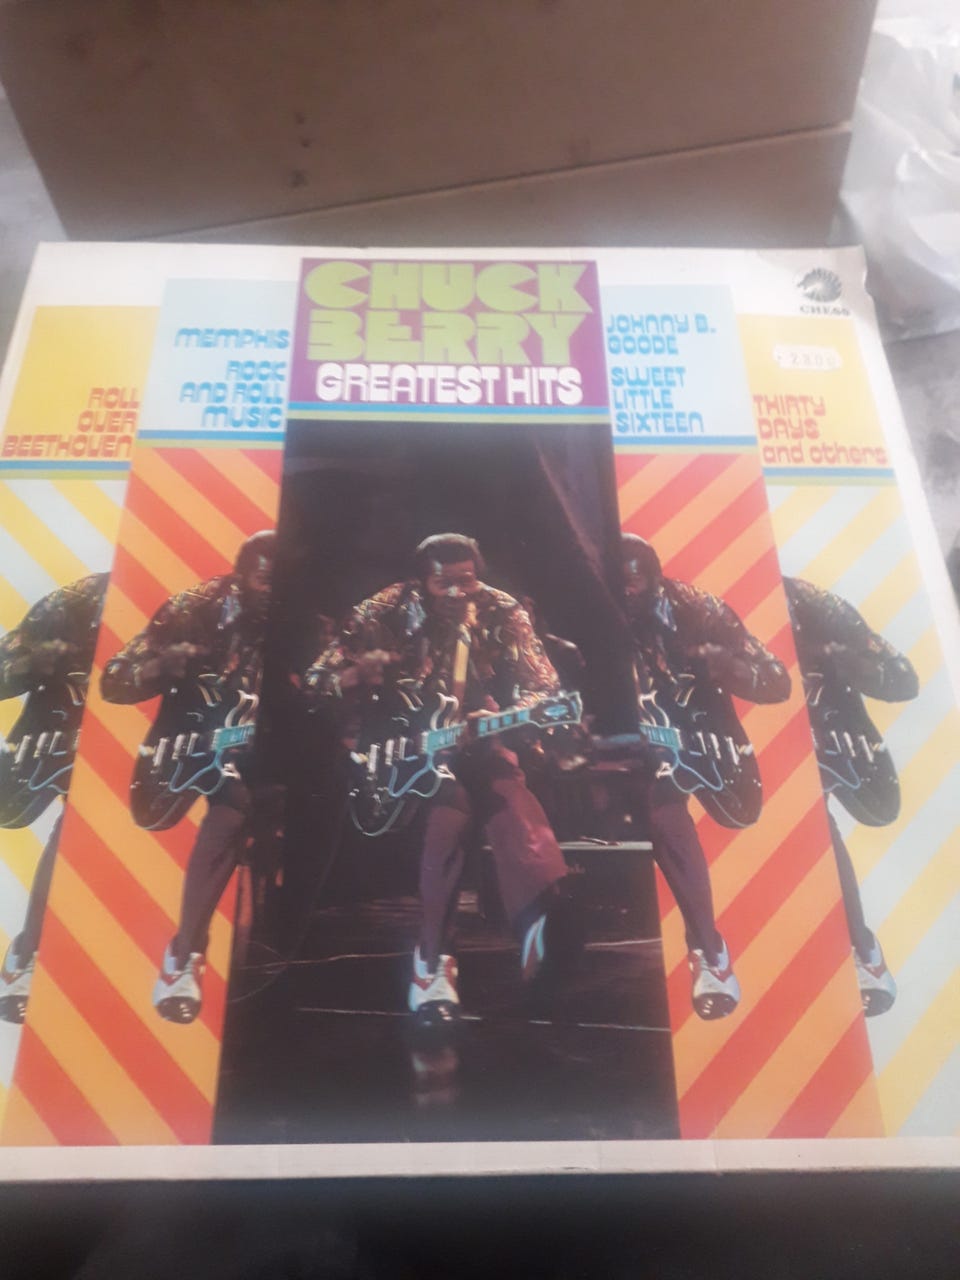 CHUCK
BERRY
GREATEST HITS
ROLL
OVER
BEETHOVEN
MEMPHIS
ROCK
AND ROLL
MUSIC
JOHNNY B.
GOODE
SWEET
LITTLE
SIXTEEN
THIRTY
DAYS
and others
CHESS